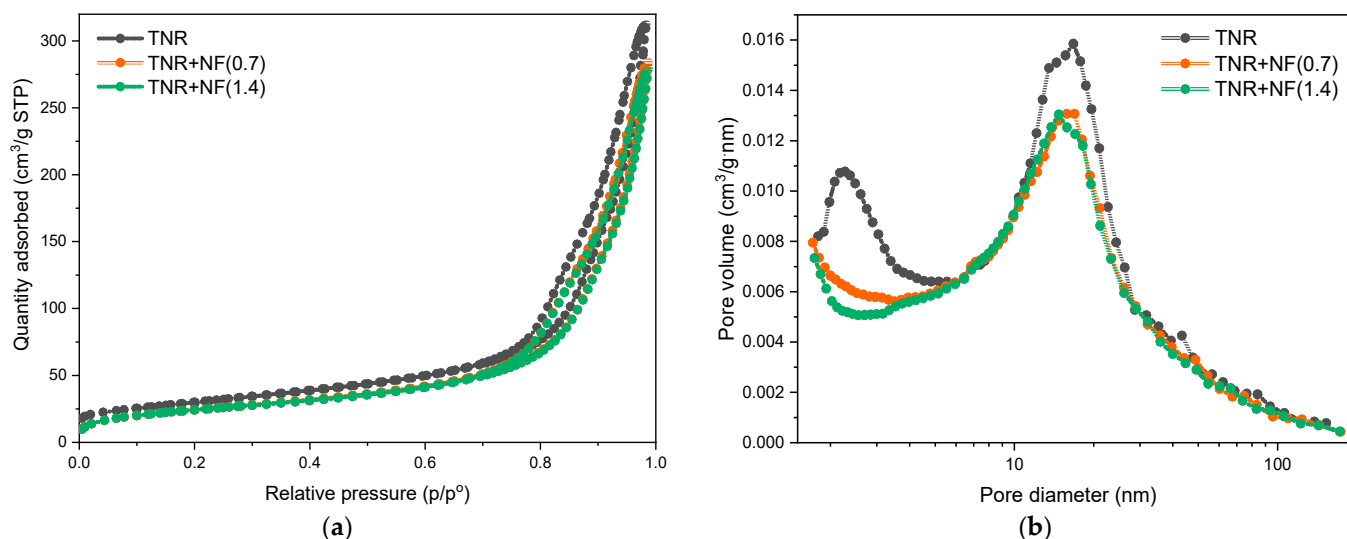 TNR
TNR+NF(0.7)
TNR+NF(1.4)
Quantity adsorbed (cm³/g STP)
300
250
200
150
100
50
0
0.0 0.2 0.4 0.6 0.8 1.0
Relative pressure (p/pᵒ)
(a)
TNR
TNR+NF(0.7)
TNR+NF(1.4)
Pore volume (cm³/g·nm)
0.016
0.014
0.012
0.010
0.008
0.006
0.004
0.002
0.000
10 100
Pore diameter (nm)
(b)